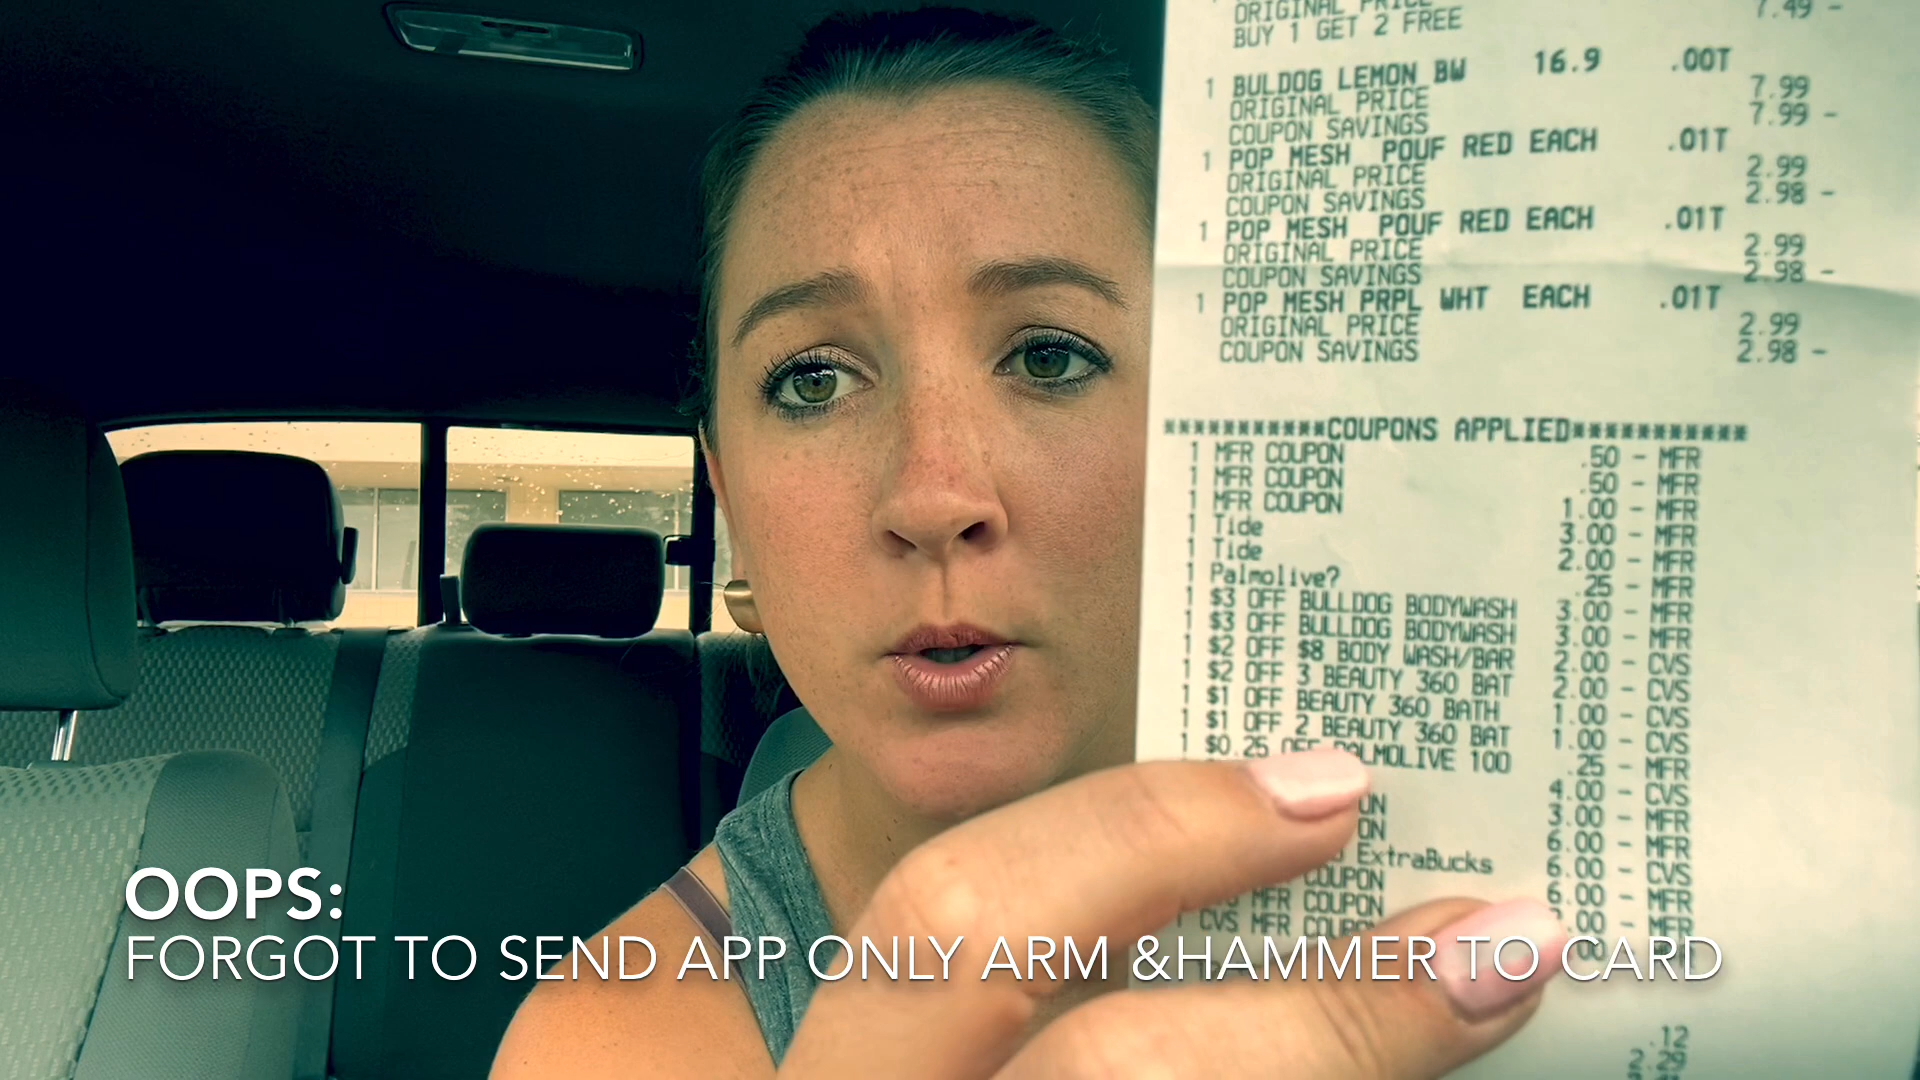 ORIGINAL PRICE 7.49 -
BUY 1 GET 2 FREE
1 BULDOG LEMON BW 16.9 .00T
ORIGINAL PRICE 7.99
COUPON SAVINGS 7.99 -
1 POP MESH POUF RED EACH .01T
ORIGINAL PRICE 2.99
COUPON SAVINGS 2.98 -
1 POP MESH POUF RED EACH .01T
ORIGINAL PRICE 2.99
COUPON SAVINGS 2.98 -
1 POP MESH PRPL WHT EACH .01T
ORIGINAL PRICE 2.99
COUPON SAVINGS 2.98 -
***********COUPONS APPLIED***********
1 MFR COUPON .50 - MFR
1 MFR COUPON .50 - MFR
1 MFR COUPON 1.00 - MFR
1 Tide 3.00 - MFR
1 Tide 2.00 - MFR
1 Palmolive? .25 - MFR
1 $3 OFF BULLDOG BODYWASH 3.00 - MFR
1 $3 OFF BULLDOG BODYWASH 3.00 - MFR
1 $2 OFF $8 BODY WASH/BAR 2.00 - CVS
1 $2 OFF 3 BEAUTY 360 BAT 2.00 - CVS
1 $1 OFF BEAUTY 360 BATH 1.00 - CVS
1 $1 OFF 2 BEAUTY 360 BAT 1.00 - CVS
1 $0.25 OFF PALMOLIVE 100 .25 - MFR
4.00 - CVS
3.00 - MFR
6.00 - MFR
ExtraBucks 6.00 - CVS
COUPON 6.00 - MFR
MFR COUPON .00 - MFR
1 CVS MFR COUPON
.12
OOPS:
FORGOT TO SEND APP ONLY ARM &HAMMER TO CARD